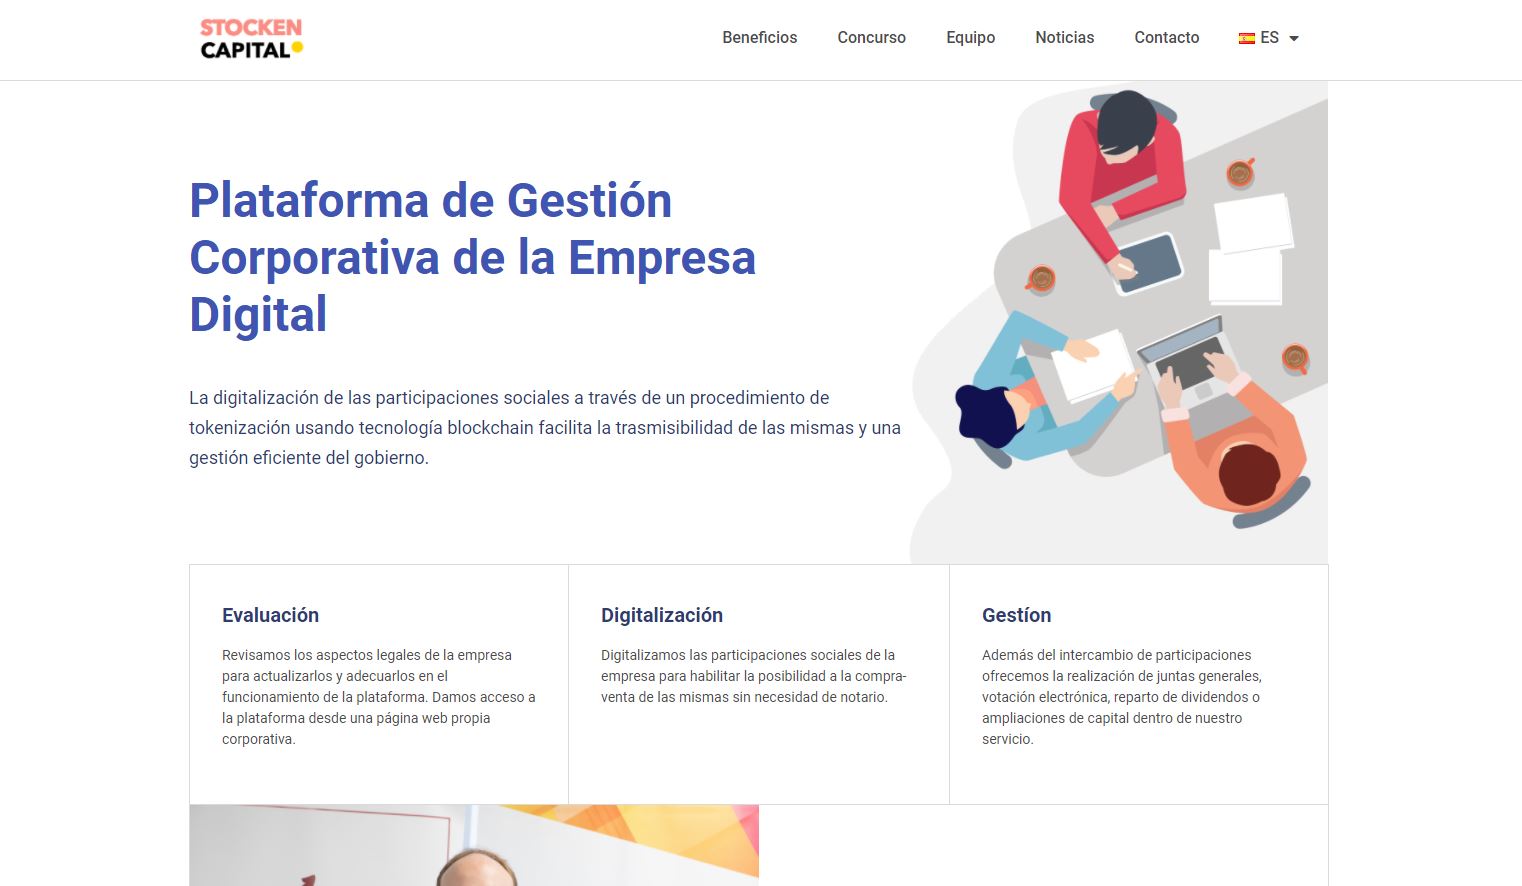 STOCKEN
CAPITAL
Beneficios
Concurso
Equipo
Noticias
Contacto
ES
Plataforma de Gestión
Corporativa de la Empresa
Digital
La digitalización de las participaciones sociales a través de un procedimiento de
tokenización usando tecnología blockchain facilita la trasmisibilidad de las mismas y una
gestión eficiente del gobierno.
Evaluación
Revisamos los aspectos legales de la empresa
para actualizarlos y adecuarlos en el
funcionamiento de la plataforma. Damos acceso a
la plataforma desde una página web propia
corporativa.
Digitalización
Digitalizamos las participaciones sociales de la
empresa para habilitar la posibilidad a la compra-
venta de las mismas sin necesidad de notario.
Gestíon
Además del intercambio de participaciones
ofrecemos la realización de juntas generales,
votación electrónica, reparto de dividendos o
ampliaciones de capital dentro de nuestro
servicio.